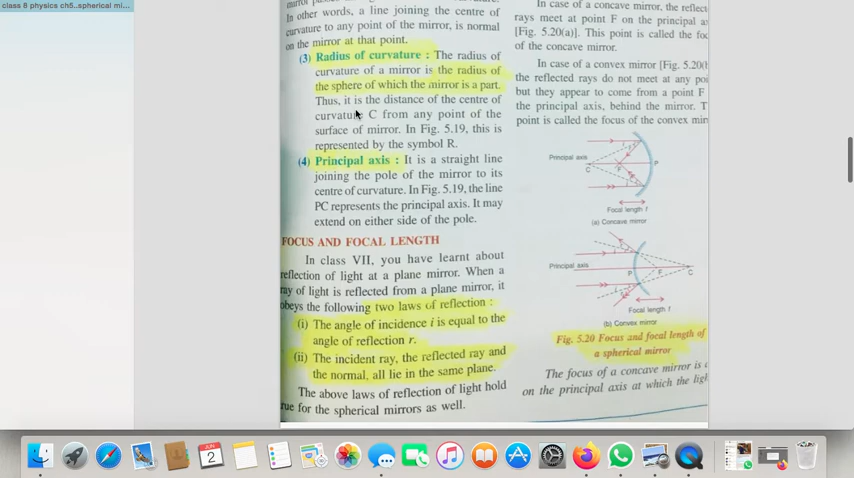 class 8 physics ch5..spherical mi...
In other words, a line joining the centre of
curvature to any point of the mirror, is normal
on the mirror at that point.
(3) Radius of curvature : The radius of
curvature of a mirror is the radius of
the sphere of which the mirror is a part.
Thus, it is the distance of the centre of
curvature C from any point of the
surface of mirror. In Fig. 5.19, this is
represented by the symbol R.
(4) Principal axis : It is a straight line
joining the pole of the mirror to its
centre of curvature. In Fig. 5.19, the line
PC represents the principal axis. It may
extend on either side of the pole.
FOCUS AND FOCAL LENGTH
In class VII, you have learnt about
reflection of light at a plane mirror. When a
ray of light is reflected from a plane mirror, it
obeys the following two laws of reflection :
(i) The angle of incidence i is equal to the
angle of reflection r.
(ii) The incident ray, the reflected ray and
the normal, all lie in the same plane.
The above laws of reflection of light hold
rue for the spherical mirrors as well.
In case of a concave mirror, the reflect
rays meet at point F on the principal a
[Fig. 5.20(a)]. This point is called the foc
of the concave mirror.
In case of a convex mirror [Fig. 5.20(
the reflected rays do not meet at any poi
but they appear to come from a point F
the principal axis, behind the mirror. T
point is called the focus of the convex mir
Principal axis
C
F
P
Focal length f
(a) Concave mirror
Principal axis
P
F
C
Focal length f
(b) Convex mirror
Fig. 5.20 Focus and focal length of
a spherical mirror
The focus of a concave mirror is
on the principal axis at which the ligh
JUN
2